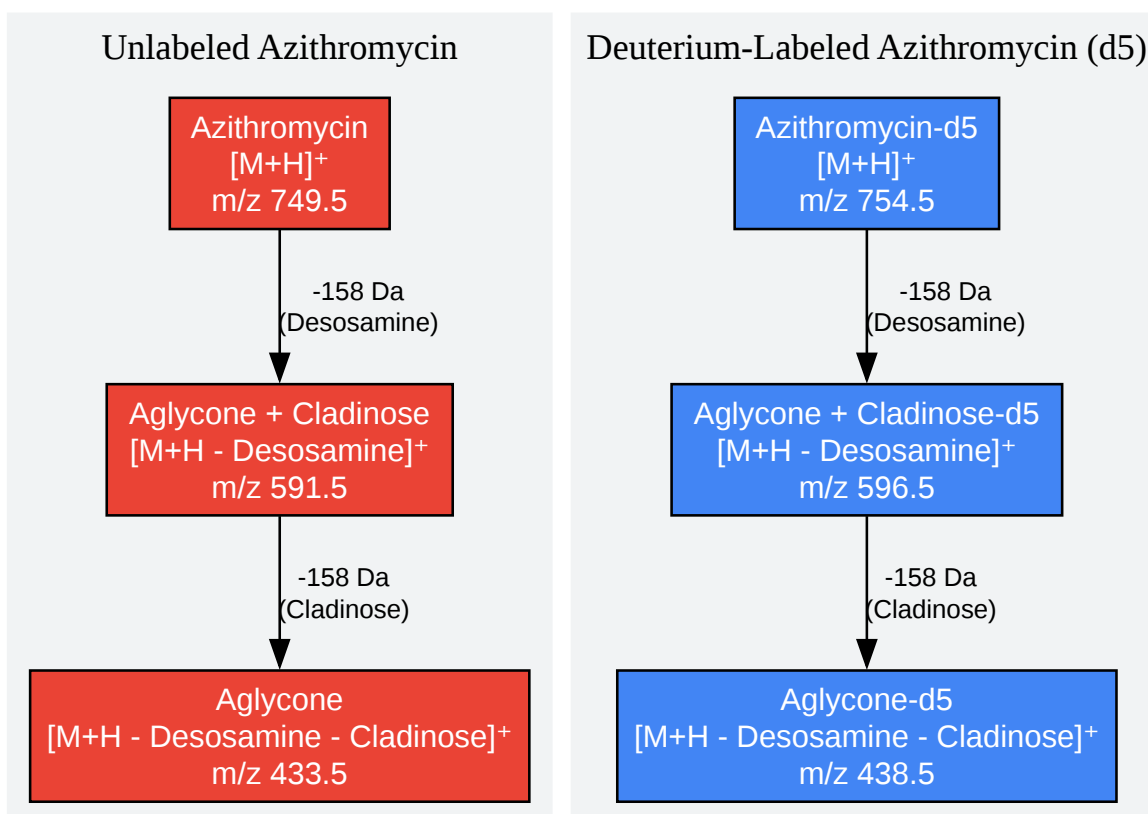 Unlabeled Azithromycin
Azithromycin
[M+H]⁺
m/z 749.5
-158 Da
(Desosamine)
Aglycone + Cladinose
[M+H - Desosamine]⁺
m/z 591.5
-158 Da
(Cladinose)
Aglycone
[M+H - Desosamine - Cladinose]⁺
m/z 433.5
Deuterium-Labeled Azithromycin (d5)
Azithromycin-d5
[M+H]⁺
m/z 754.5
-158 Da
(Desosamine)
Aglycone + Cladinose-d5
[M+H - Desosamine]⁺
m/z 596.5
-158 Da
(Cladinose)
Aglycone-d5
[M+H - Desosamine - Cladinose]⁺
m/z 438.5